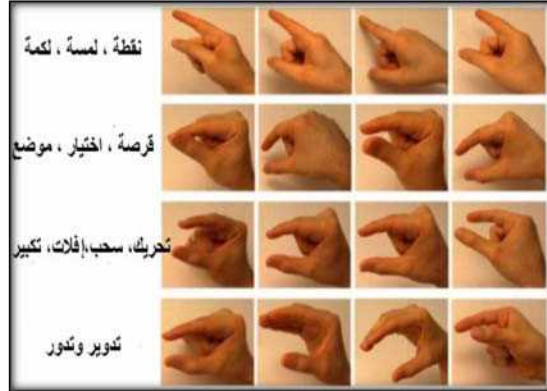 نقطة ، لمسة ، لكمة
قرصة ، اختيار ، موضع
تحريك، سحب،إفلات، تكبير
تدوير وتدور